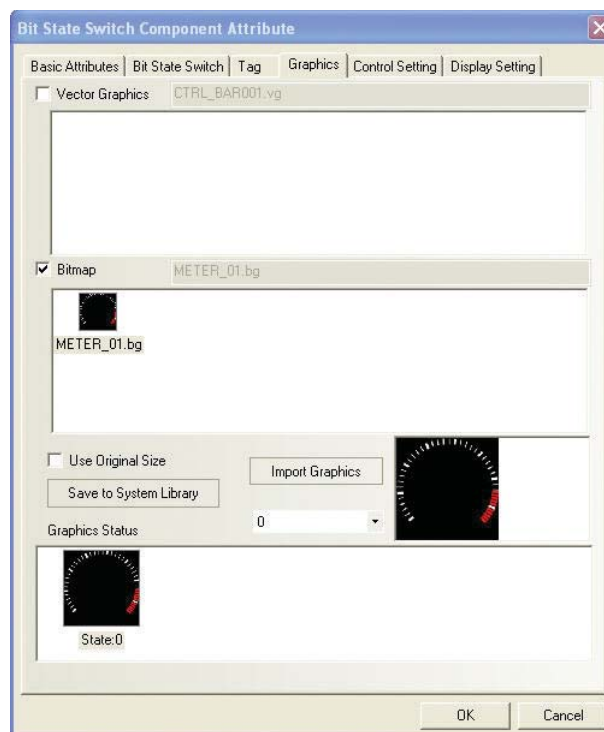 Bit State Switch Component Attribute
Basic Attributes Bit State Switch Tag Graphics Control Setting Display Setting
Vector Graphics CTRL_BAR001.vg
Bitmap METER_01.bg
METER_01.bg
Use Original Size
Import Graphics
Save to System Library
0
Graphics Status
State:0
OK Cancel